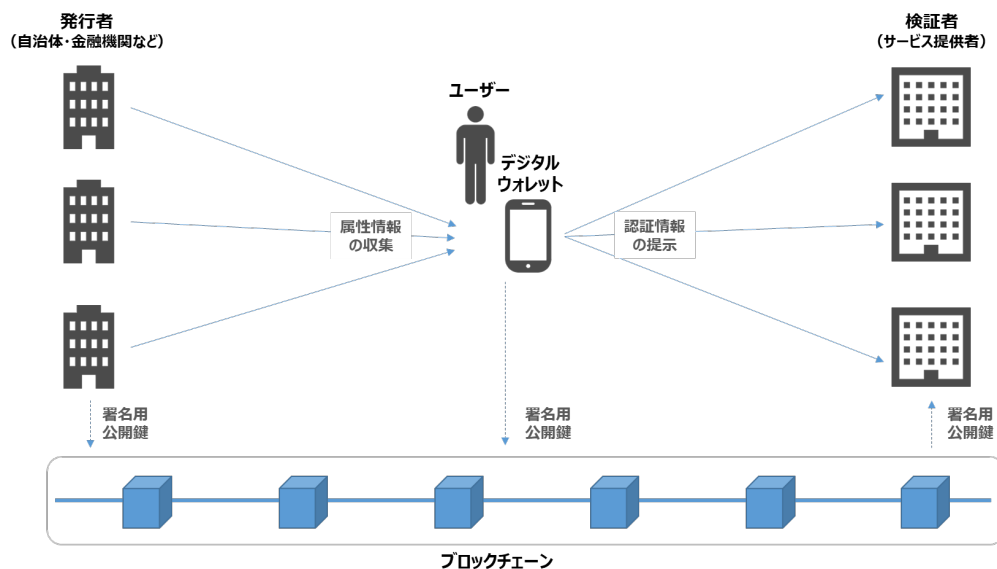 発行者
（自治体・金融機関など）
検証者
（サービス提供者）
ユーザー
デジタル
ウォレット
属性情報
の収集
認証情報
の提示
署名用
公開鍵
署名用
公開鍵
署名用
公開鍵
ブロックチェーン